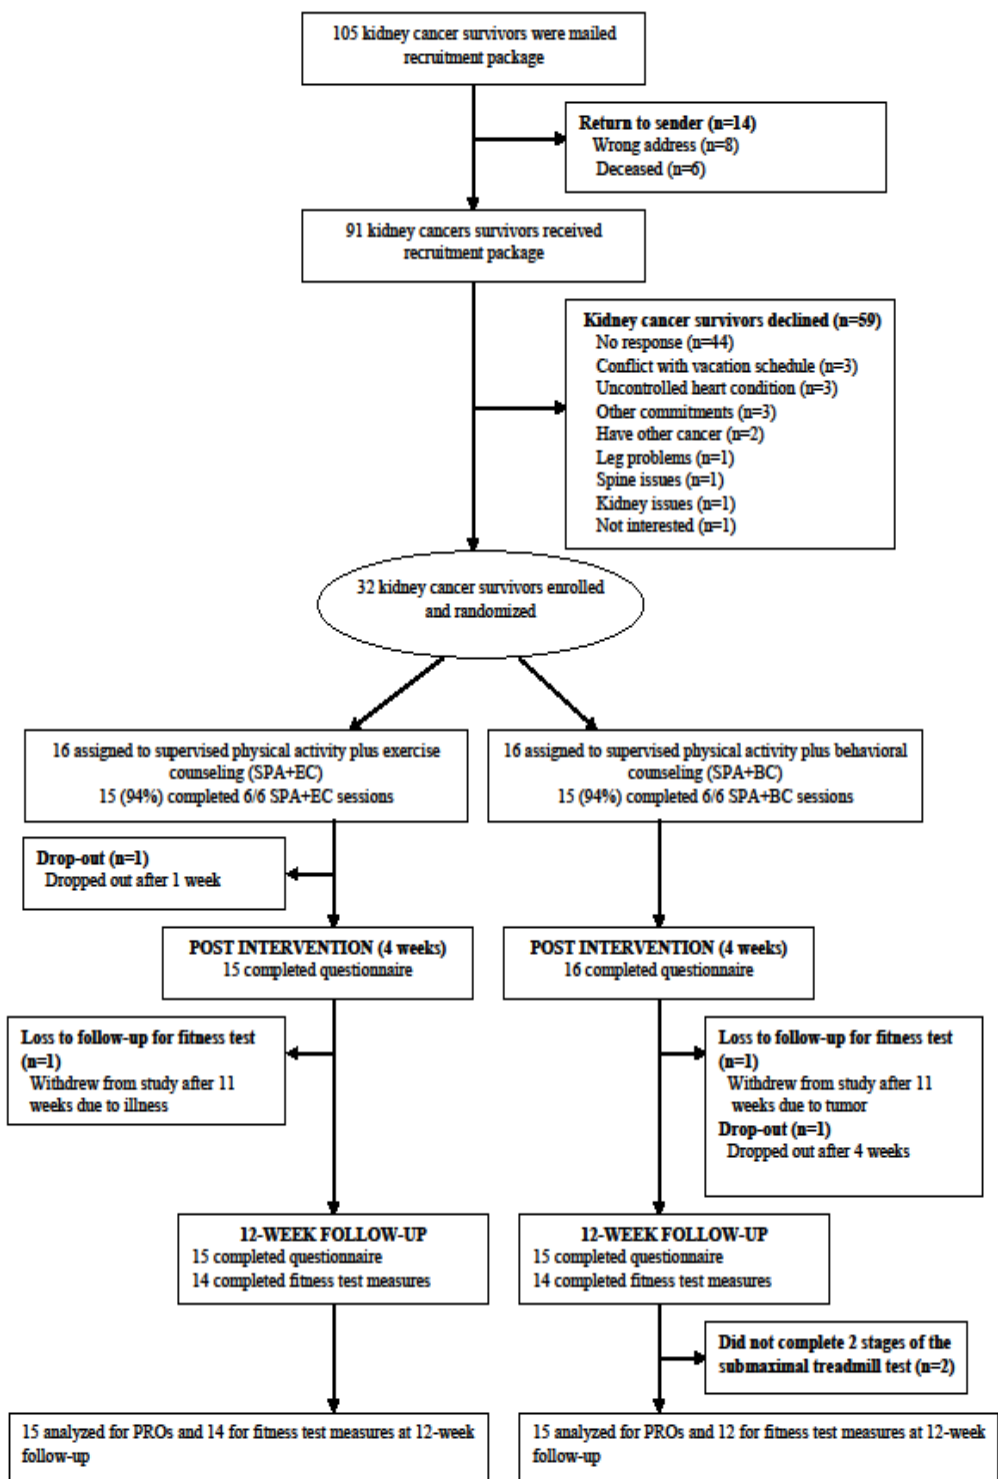 105 kidney cancer survivors were mailed
recruitment package
Return to sender (n=14)
Wrong address (n=8)
Deceased (n=6)
91 kidney cancers survivors received
recruitment package
Kidney cancer survivors declined (n=59)
No response (n=44)
Conflict with vacation schedule (n=3)
Uncontrolled heart condition (n=3)
Other commitments (n=3)
Have other cancer (n=2)
Leg problems (n=1)
Spine issues (n=1)
Kidney issues (n=1)
Not interested (n=1)
32 kidney cancer survivors enrolled
and randomized
16 assigned to supervised physical activity plus exercise
counseling (SPA+EC)
15 (94%) completed 6/6 SPA+EC sessions
16 assigned to supervised physical activity plus behavioral
counseling (SPA+BC)
15 (94%) completed 6/6 SPA+BC sessions
Drop-out (n=1)
Dropped out after 1 week
POST INTERVENTION (4 weeks)
15 completed questionnaire
POST INTERVENTION (4 weeks)
16 completed questionnaire
Loss to follow-up for fitness test
(n=1)
Withdrew from study after 11
weeks due to illness
Loss to follow-up for fitness test
(n=1)
Withdrew from study after 11
weeks due to tumor
Drop-out (n=1)
Dropped out after 4 weeks
12-WEEK FOLLOW-UP
15 completed questionnaire
14 completed fitness test measures
12-WEEK FOLLOW-UP
15 completed questionnaire
14 completed fitness test measures
Did not complete 2 stages of the
submaximal treadmill test (n=2)
15 analyzed for PROs and 14 for fitness test measures at 12-week
follow-up
15 analyzed for PROs and 12 for fitness test measures at 12-week
follow-up